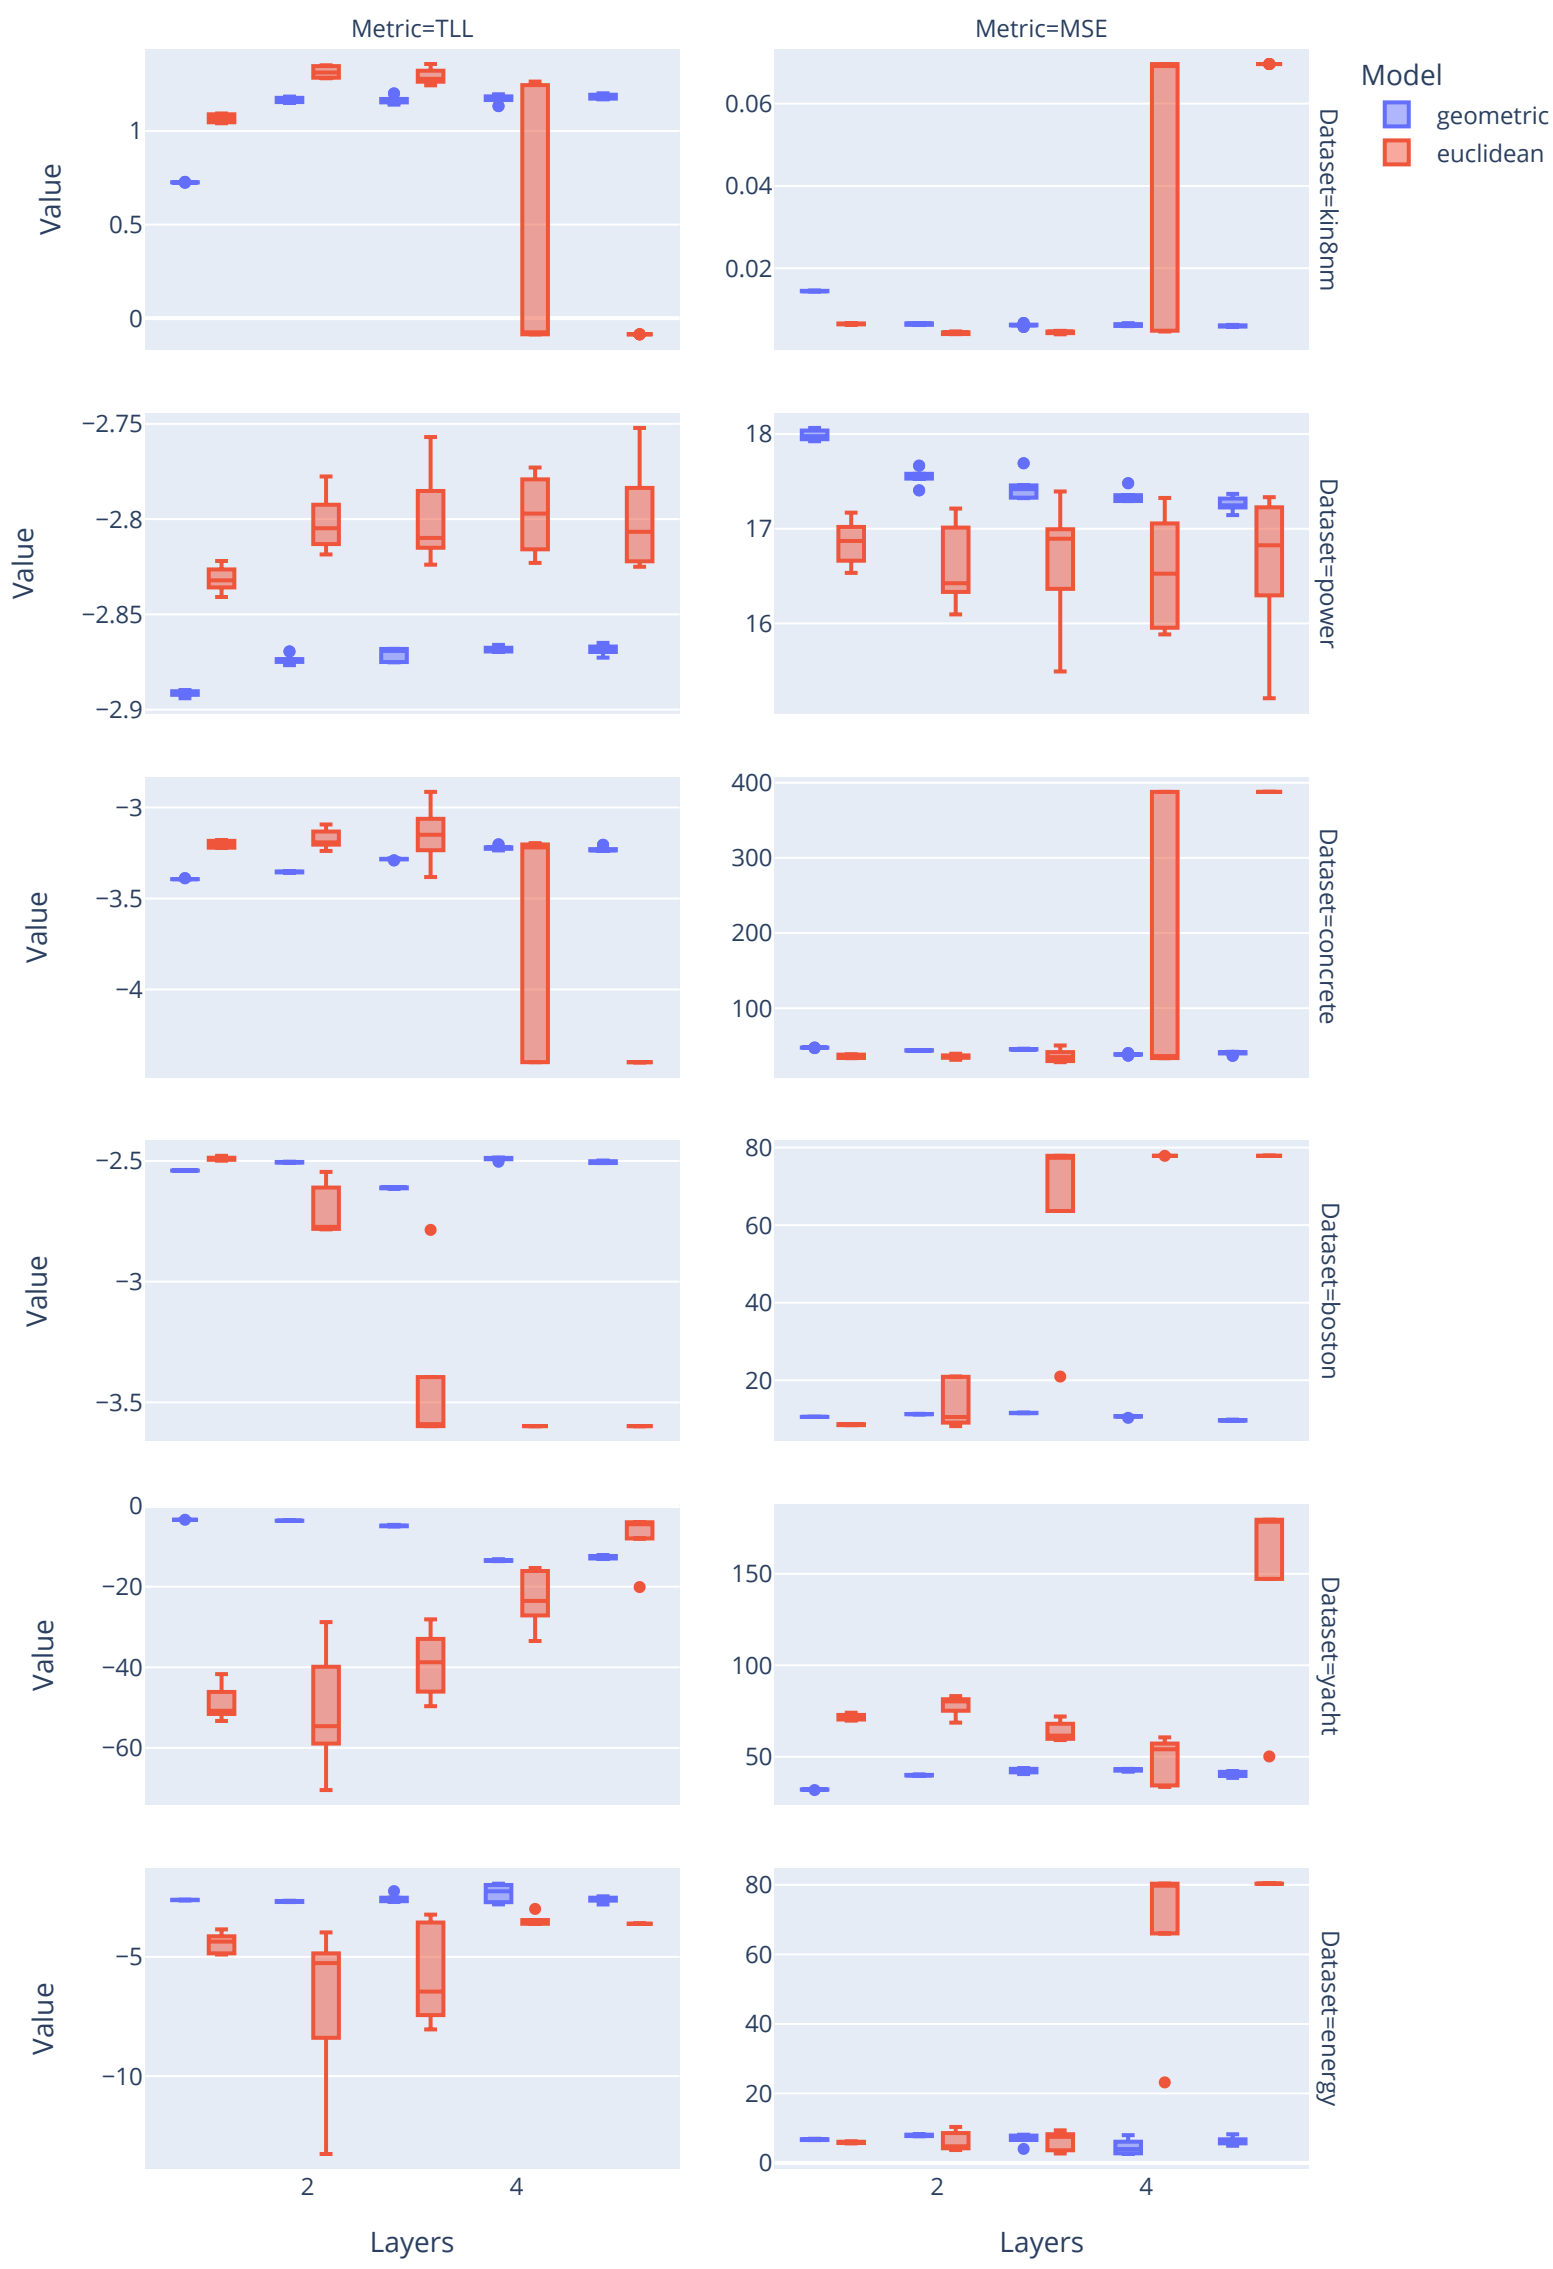 Metric=TLL
Metric=MSE
Model
geometric
euclidean
Value
1
0.5
0
0.06
0.04
0.02
Dataset=kin8nm
Value
−2.75
−2.8
−2.85
−2.9
18
17
16
Dataset=power
Value
−3
−3.5
−4
400
300
200
100
Dataset=concrete
Value
−2.5
−3
−3.5
80
60
40
20
Dataset=boston
Value
0
−20
−40
−60
150
100
50
Dataset=yacht
Value
−5
−10
80
60
40
20
0
Dataset=energy
2
4
2
4
Layers
Layers